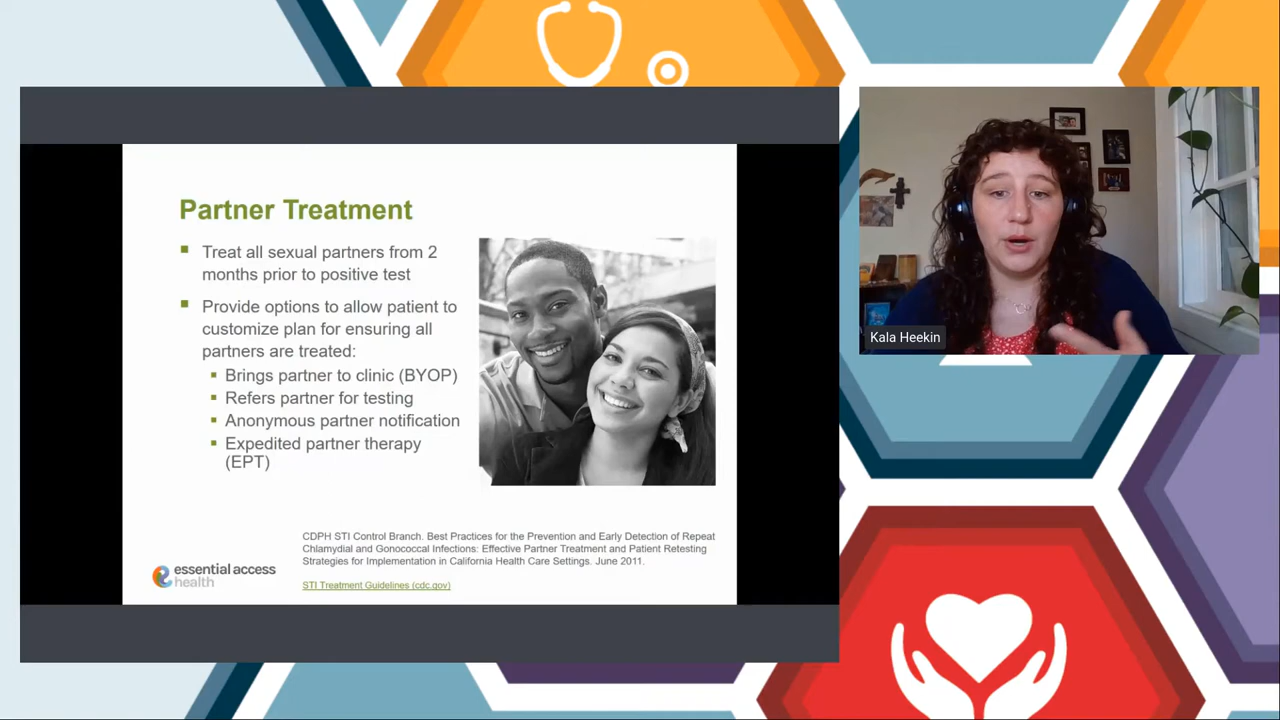 Partner Treatment
Treat all sexual partners from 2
months prior to positive test
Provide options to allow patient to
customize plan for ensuring all
partners are treated:
Brings partner to clinic (BYOP)
Refers partner for testing
Anonymous partner notification
Expedited partner therapy
(EPT)
CDPH STI Control Branch. Best Practices for the Prevention and Early Detection of Repeat
Chlamydial and Gonococcal Infections: Effective Partner Treatment and Patient Retesting
Strategies for Implementation in California Health Care Settings. June 2011.
STI Treatment Guidelines (cdc.gov)
essential access
health
Kala Heekin